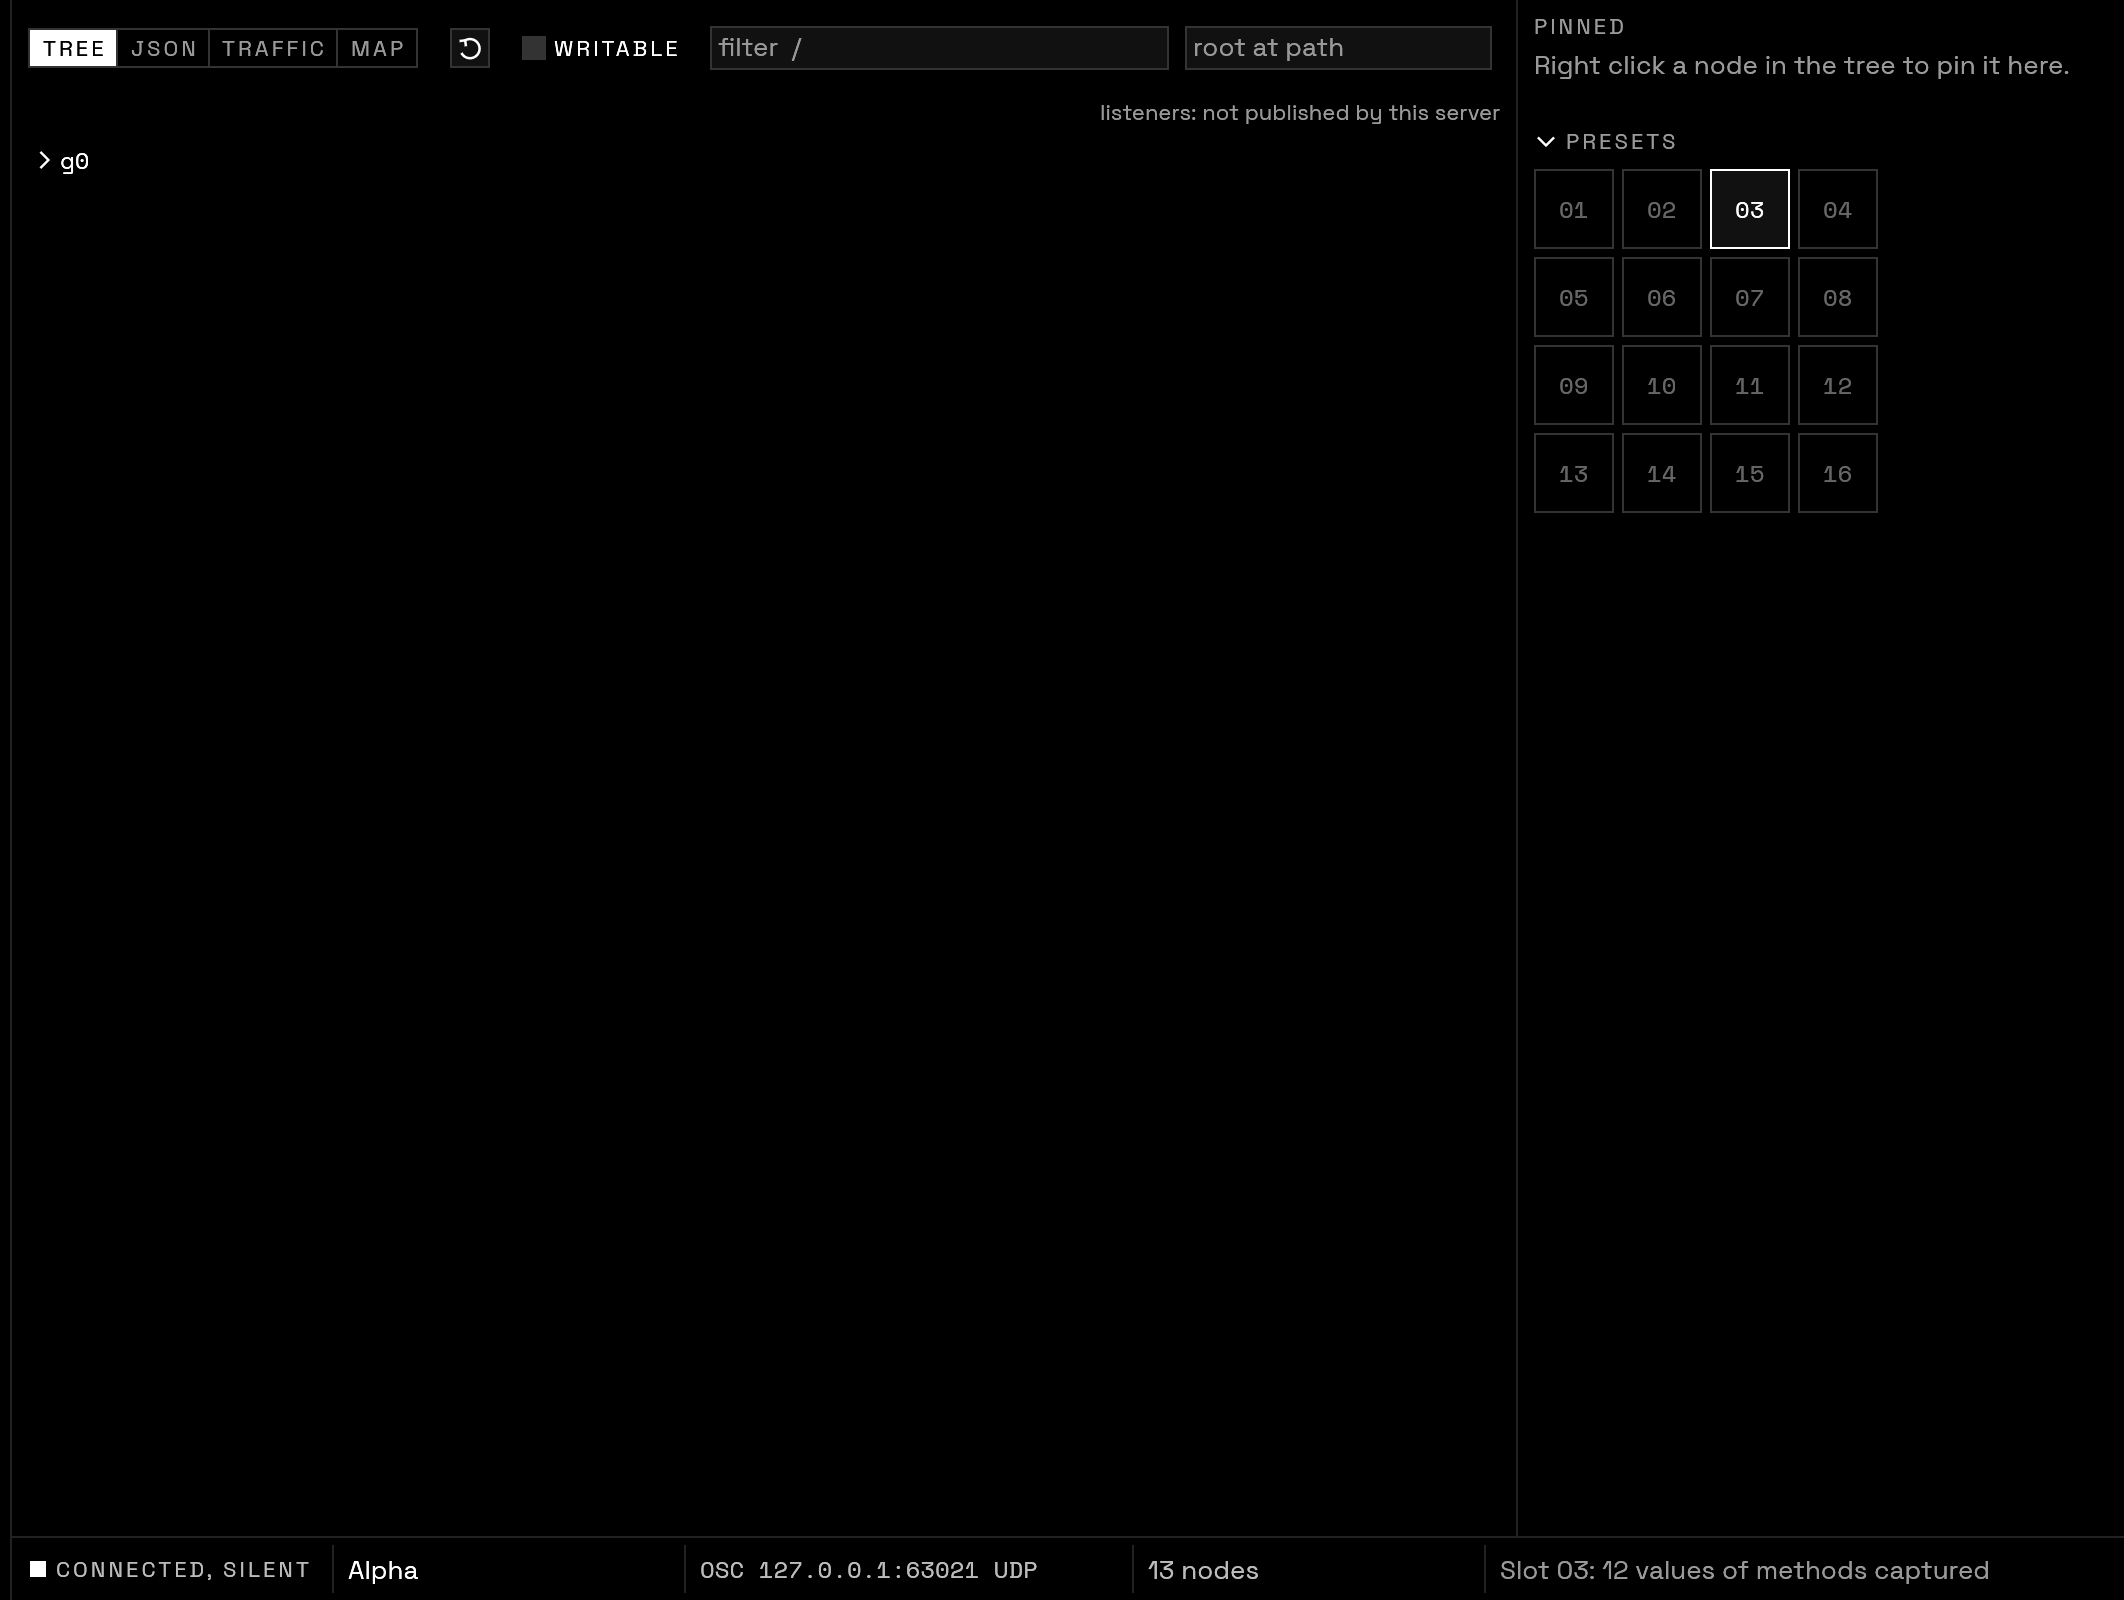 TREE JSON TRAFFIC MAP WRITABLE filter / root at path
listeners: not published by this server
g0
PINNED
Right click a node in the tree to pin it here.
PRESETS
01 02 03 04
05 06 07 08
09 10 11 12
13 14 15 16
CONNECTED, SILENT Alpha OSC 127.0.0.1:63021 UDP 13 nodes Slot 03: 12 values of methods captured